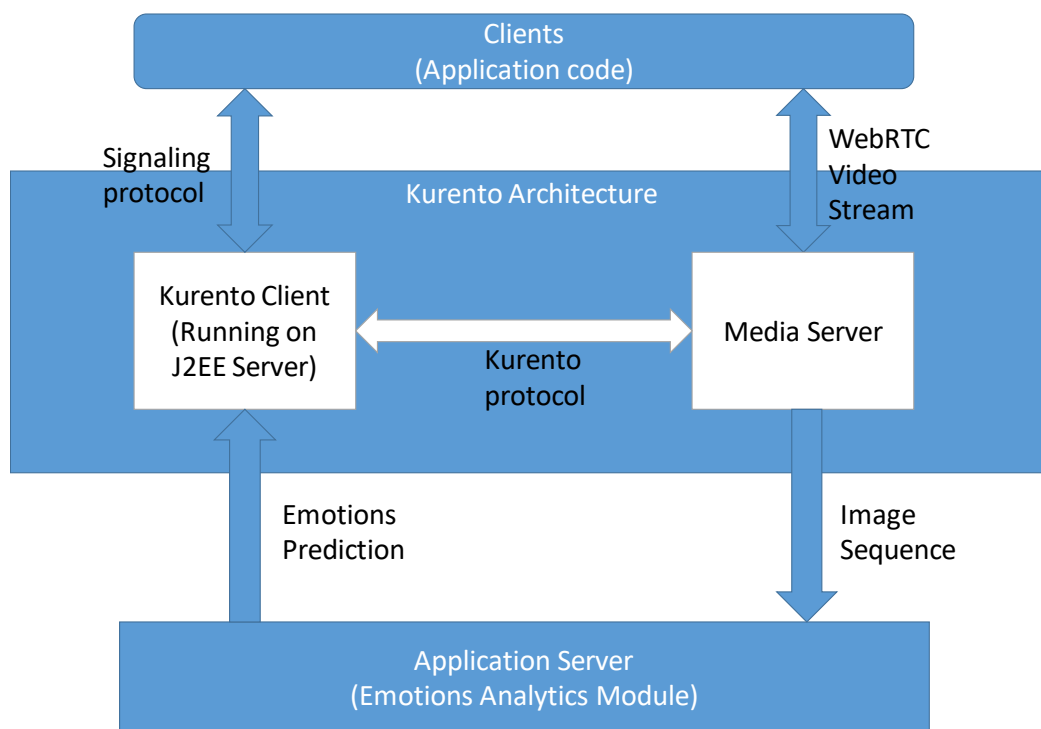 Clients
(Application code)
Signaling
protocol
WebRTC
Video
Stream
Kurento Architecture
Kurento Client
(Running on
J2EE Server)
Kurento
protocol
Media Server
Emotions
Prediction
Image
Sequence
Application Server
(Emotions Analytics Module)